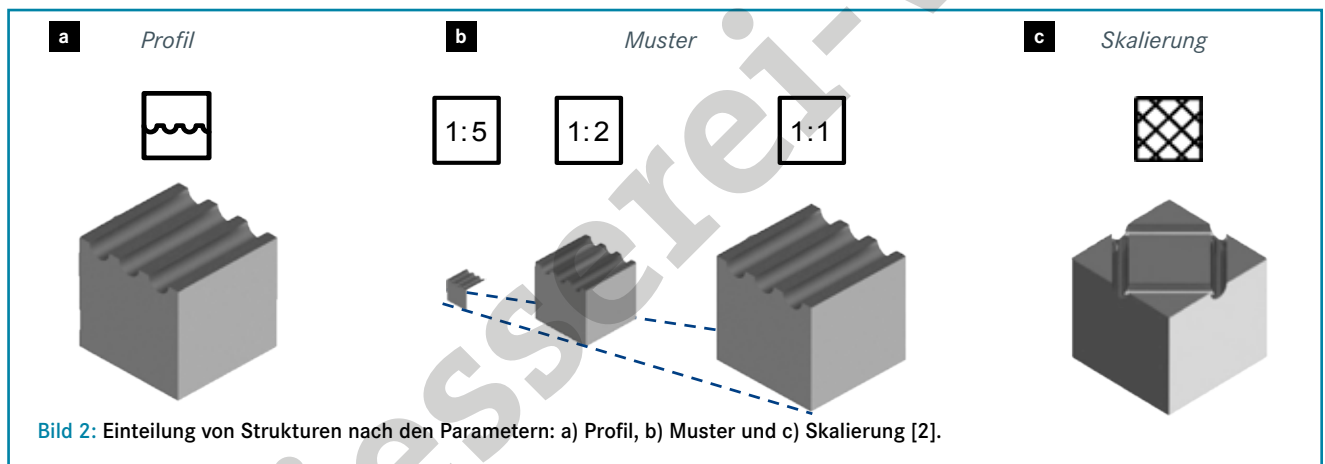 a Profil
b Muster
c Skalierung
1:5 1:2 1:1
Bild 2: Einteilung von Strukturen nach den Parametern: a) Profil, b) Muster und c) Skalierung [2].
iesserei-